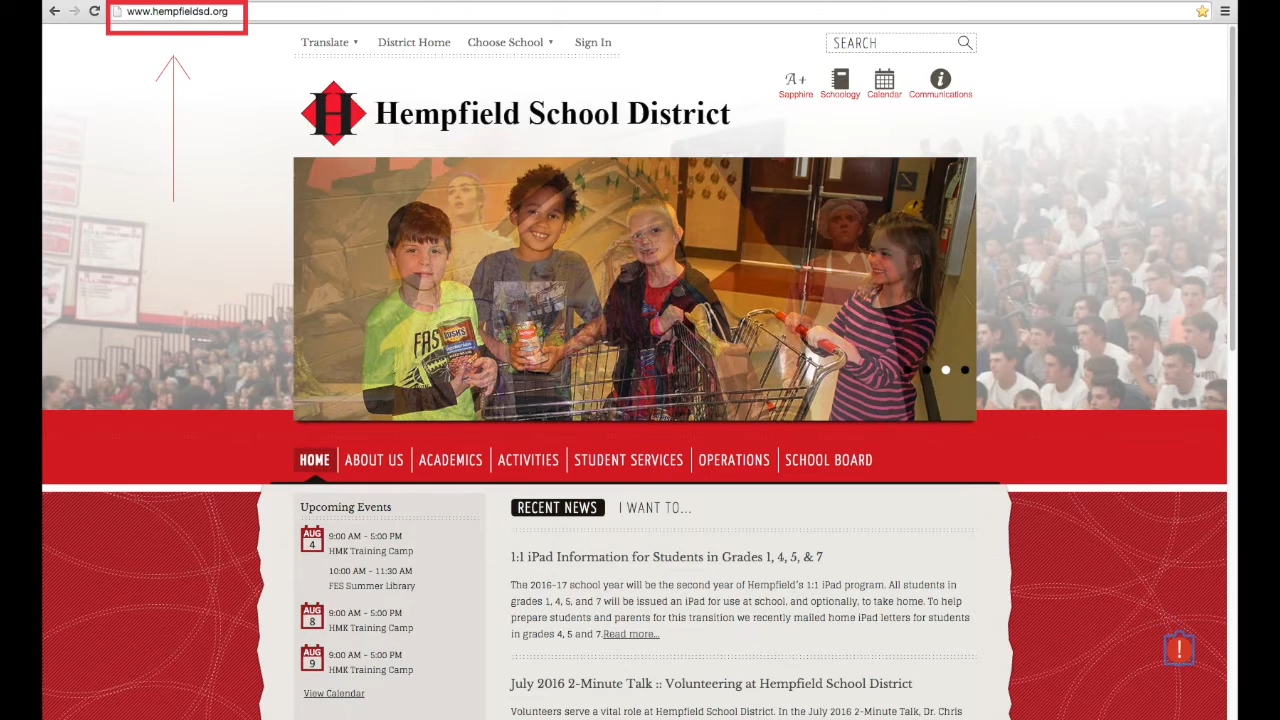 www.hempfieldsd.org
Translate District Home Choose School Sign In
SEARCH
A+
Sapphire Schoology Calendar Communications
H Hempfield School District
FAS
BUSH'S
HOME ABOUT US ACADEMICS ACTIVITIES STUDENT SERVICES OPERATIONS SCHOOL BOARD
Upcoming Events
AUG
4
9:00 AM - 5:00 PM
HMK Training Camp
10:00 AM - 11:30 AM
FES Summer Library
AUG
8
9:00 AM - 5:00 PM
HMK Training Camp
AUG
9
9:00 AM - 5:00 PM
HMK Training Camp
View Calendar
RECENT NEWS I WANT TO...
1:1 iPad Information for Students in Grades 1, 4, 5, & 7
The 2016-17 school year will be the second year of Hempfield's 1:1 iPad program. All students in
grades 1, 4, 5, and 7 will be issued an iPad for use at school, and optionally, to take home. To help
prepare students and parents for this transition we recently mailed home iPad letters for students
in grades 4, 5 and 7.Read more...
July 2016 2-Minute Talk :: Volunteering at Hempfield School District
Volunteers serve a vital role at Hempfield School District. In the July 2016 2-Minute Talk, Dr. Chris
!